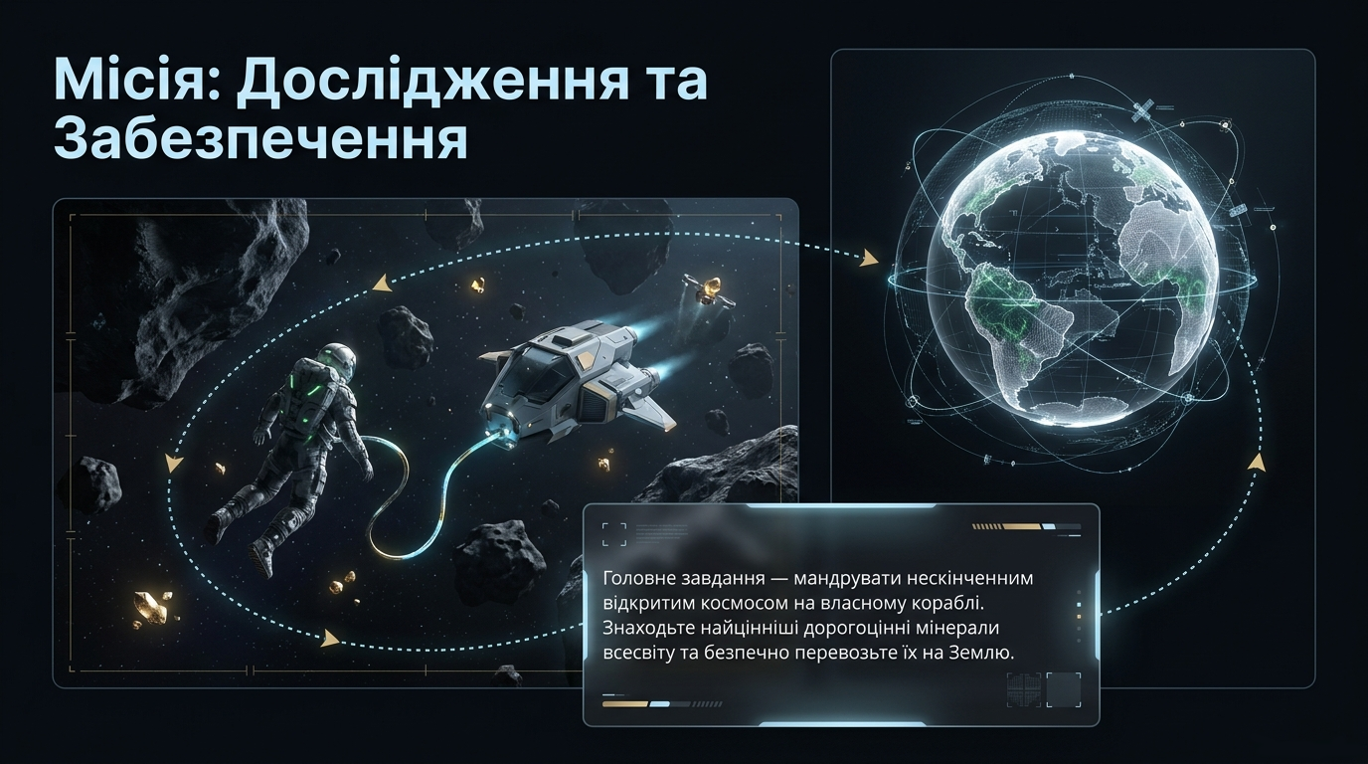 Місія: Дослідження та
Забезпечення
Головне завдання — мандрувати нескінченним
відкритим космосом на власному кораблі.
Знаходьте найцінніші дорогоцінні мінерали
всесвіту та безпечно перевозьте їх на Землю.